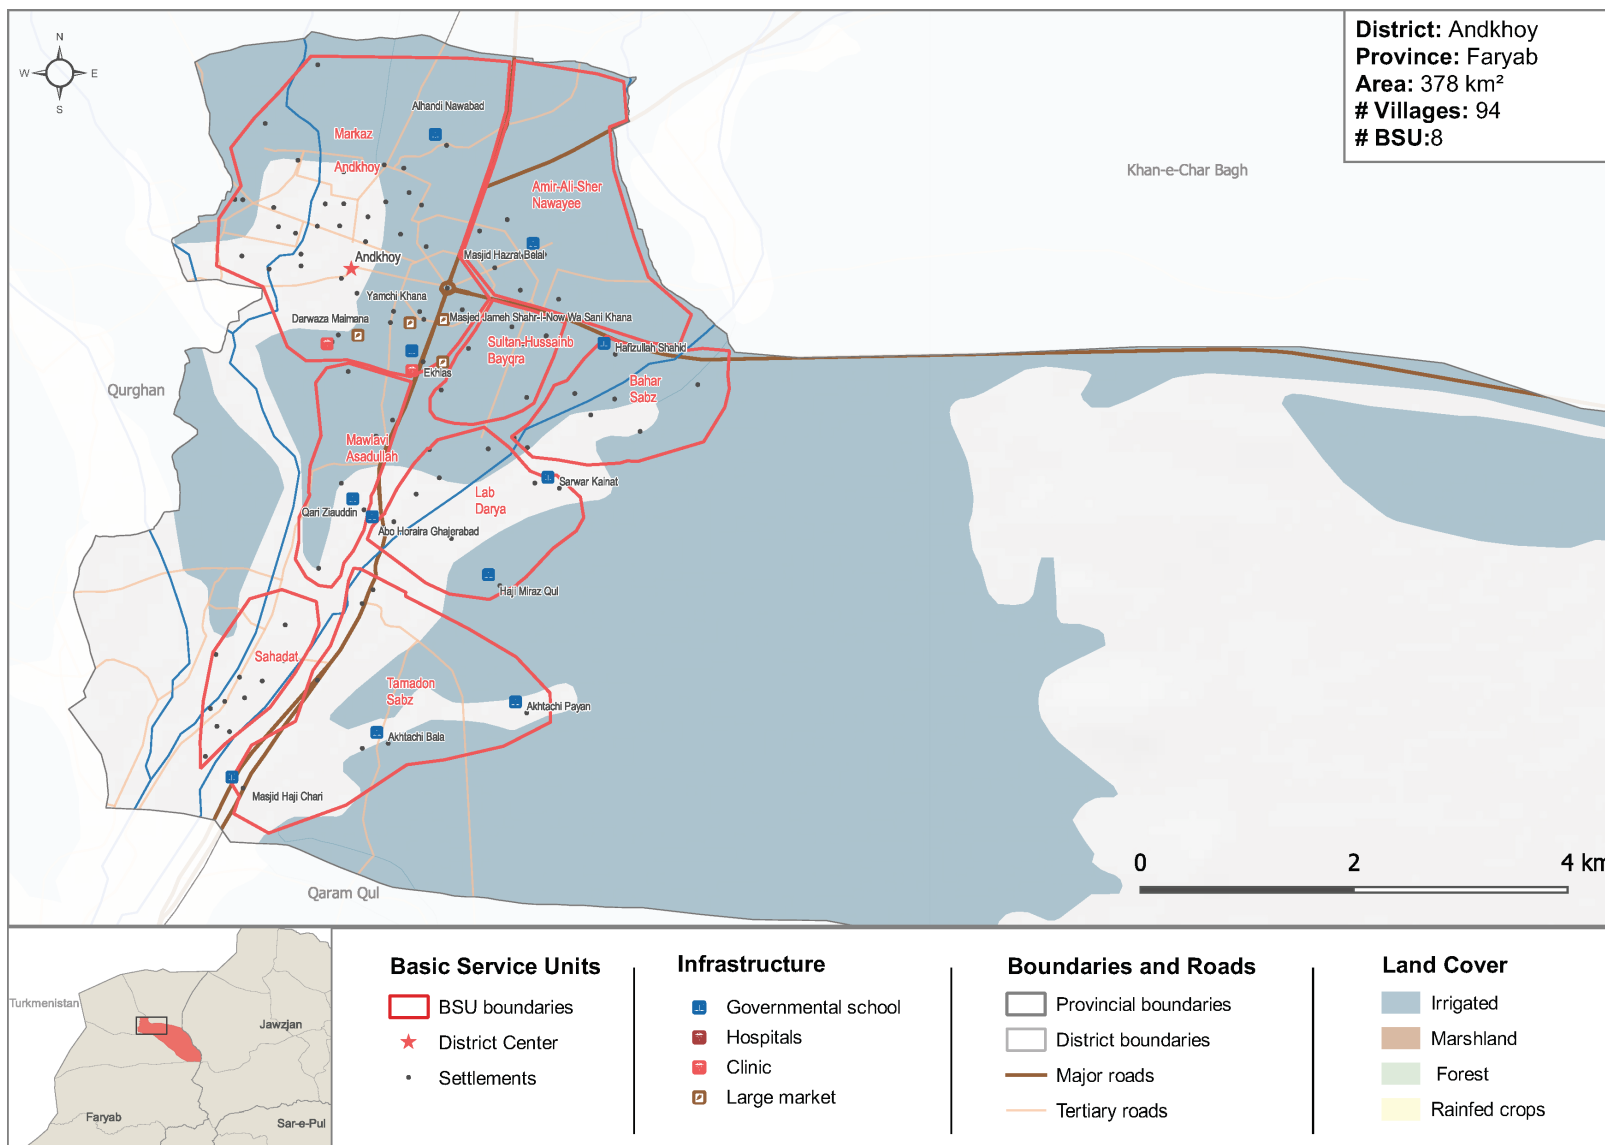 District: Andkhoy
Province: Faryab
Area: 378 km²
# Villages: 94
# BSU:8
N
W
E
S
Khan-e-Char Bagh
Alhandi Nawabad
Markaz
Andkhoy
Amir-Ali-Sher
Nawayee
Masjid Hazrat Belal
Andkhoy
Yamchi Khana
Darwaza Maimana
Masjed Jameh Shahr-I-Now Wa Sani Khana
Sultan-Hussainb
Bayqra
Hafizullah Shahid
Ekhlas
Bahar
Sabz
Qurghan
Mawlavi
Asadullah
Sarwar Kainat
Lab
Darya
Qari Ziauddin
Abo Horaira Ghajerabad
Haji Miraz Qul
Sahadat
Tamadon
Sabz
Akhtachi Payan
Akhtachi Bala
Masjid Haji Chari
Qaram Qul
0 2 4 km
Turkmenistan
Jawzjan
Faryab
Sar-e-Pul
Basic Service Units
BSU boundaries
District Center
Settlements
Infrastructure
Governmental school
Hospitals
Clinic
Large market
Boundaries and Roads
Provincial boundaries
District boundaries
Major roads
Tertiary roads
Land Cover
Irrigated
Marshland
Forest
Rainfed crops